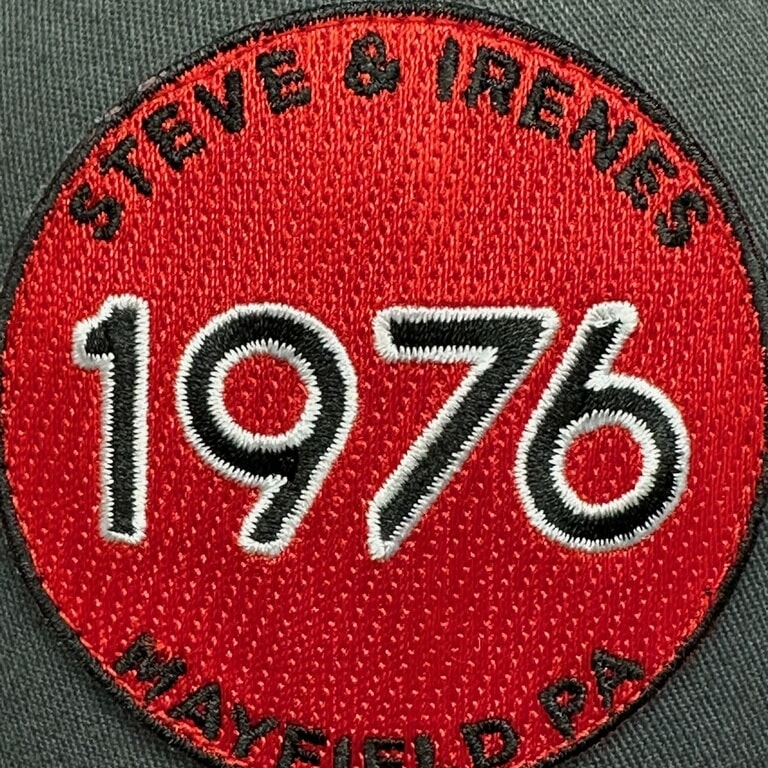 STEVE & IRENES
1976
MAYFIELD PA